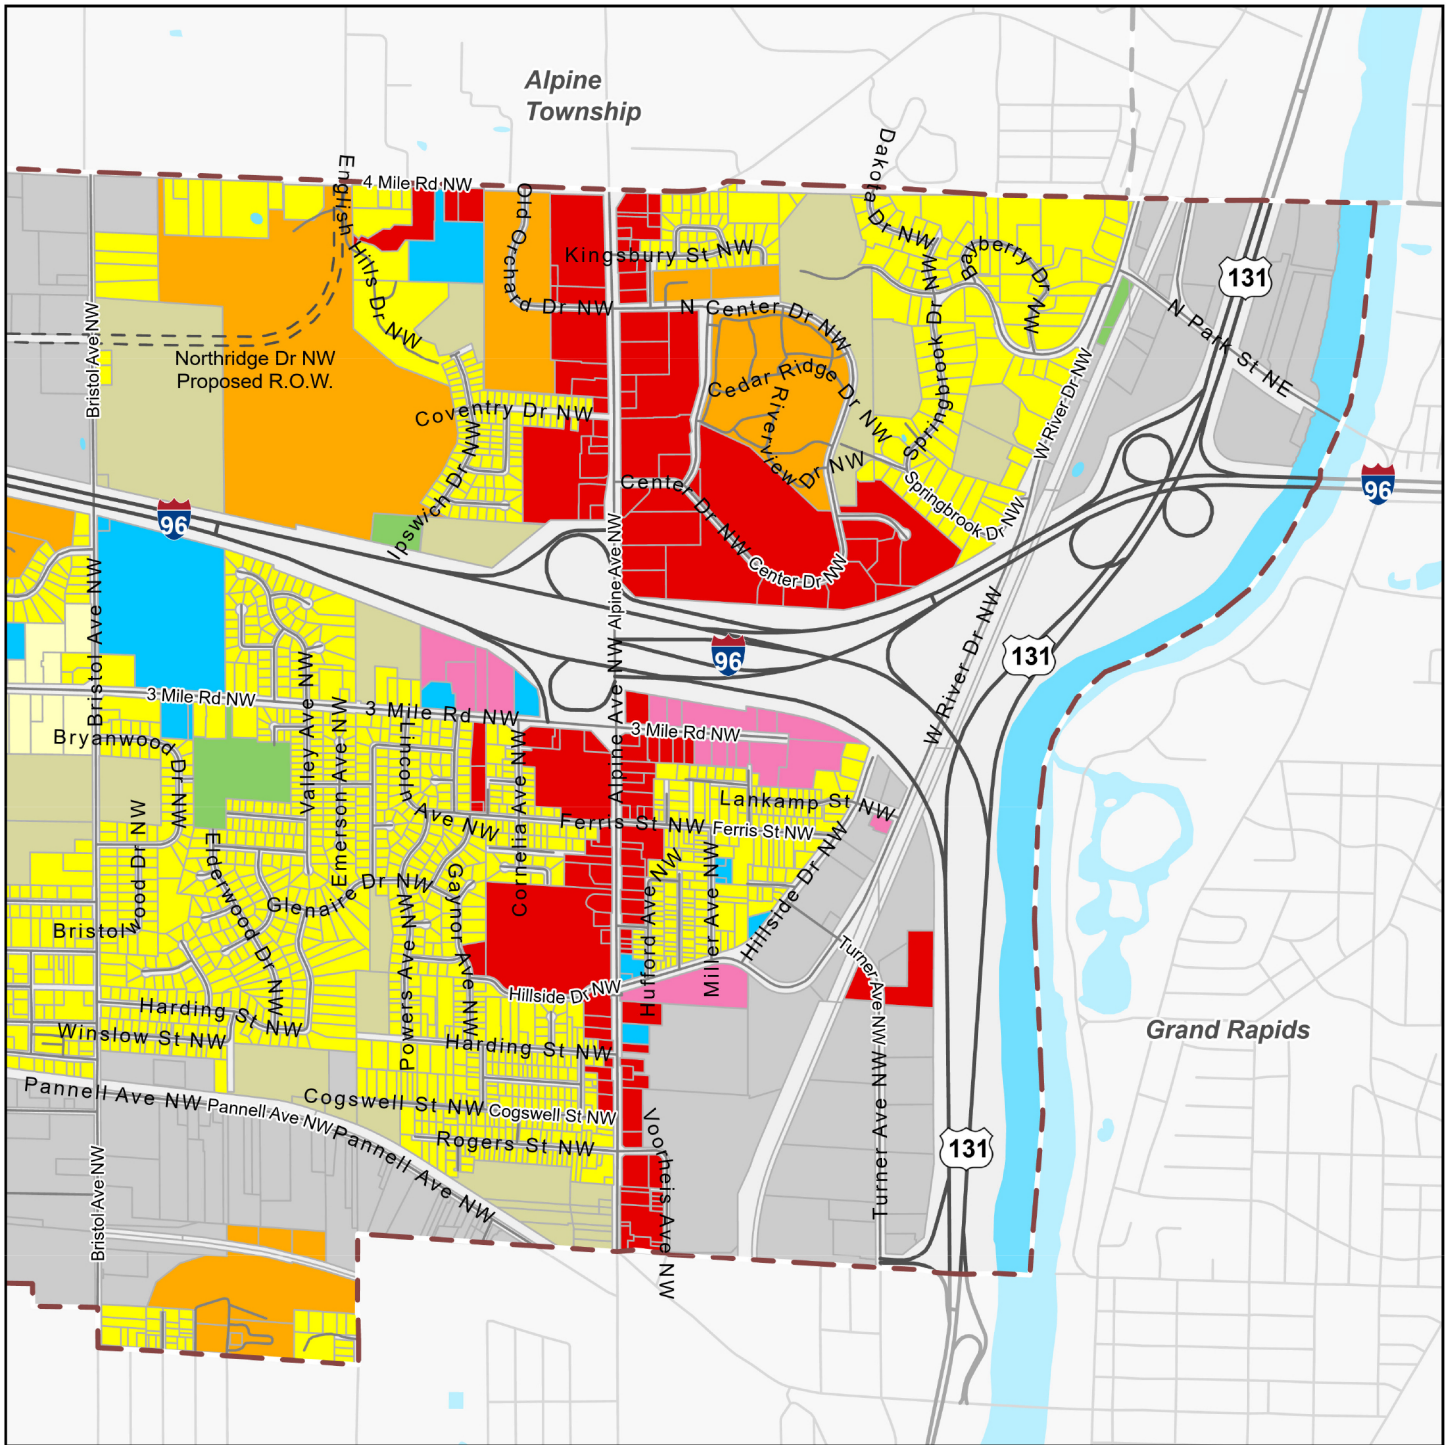 Alpine
Township
4 Mile Rd NW
English Hills Dr NW
Old Orchard Dr NW
Kingsbury St NW
Dakota Dr NW
Bayberry Dr NW
131
N Center Dr NW
N Park St NE
Northridge Dr NW
Proposed R.O.W.
Bristol Ave NW
Cedar Ridge Dr NW
Riverview Dr NW
Springbrook Dr NW
W River Dr NW
Coventry Dr NW
Ipswich Dr NW
Center Dr NW
Center Dr NW
Springbrook Dr NW
96
96
Alpine Ave NW
Bristol Ave NW
96
131
W River Dr NW
Alpine Ave NW
3 Mile Rd NW
3 Mile Rd NW
3 Mile Rd NW
Bryanwood Dr NW
Valley Ave NW
Emerson Ave NW
Lincoln Ave NW
Cornelia Ave NW
Lankamp St NW
Ferris St NW
Ferris St NW
Bristolwood Dr NW
Elderwood Dr NW
Glenaire Dr NW
Powers Ave NW
Gaynor Ave NW
Hufford Ave NW
Miller Ave NW
Hillside Dr NW
Hillside Dr NW
Turner Ave NW
Harding St NW
Harding St NW
Winslow St NW
Grand Rapids
Pannell Ave NW
Pannell Ave NW
Pannell Ave NW
Cogswell St NW
Cogswell St NW
Rogers St NW
Voorheis Ave NW
Turner Ave NW
131
Bristol Ave NW